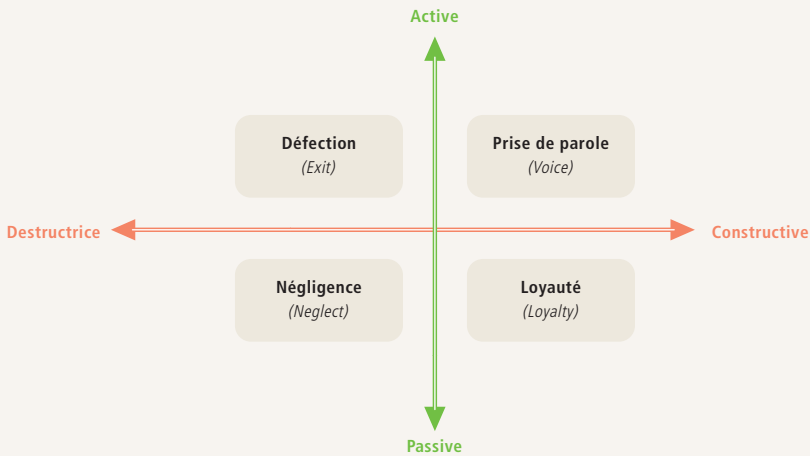 Active
Défection
(Exit)
Prise de parole
(Voice)
Destructrice
Constructive
Négligence
(Neglect)
Loyauté
(Loyalty)
Passive